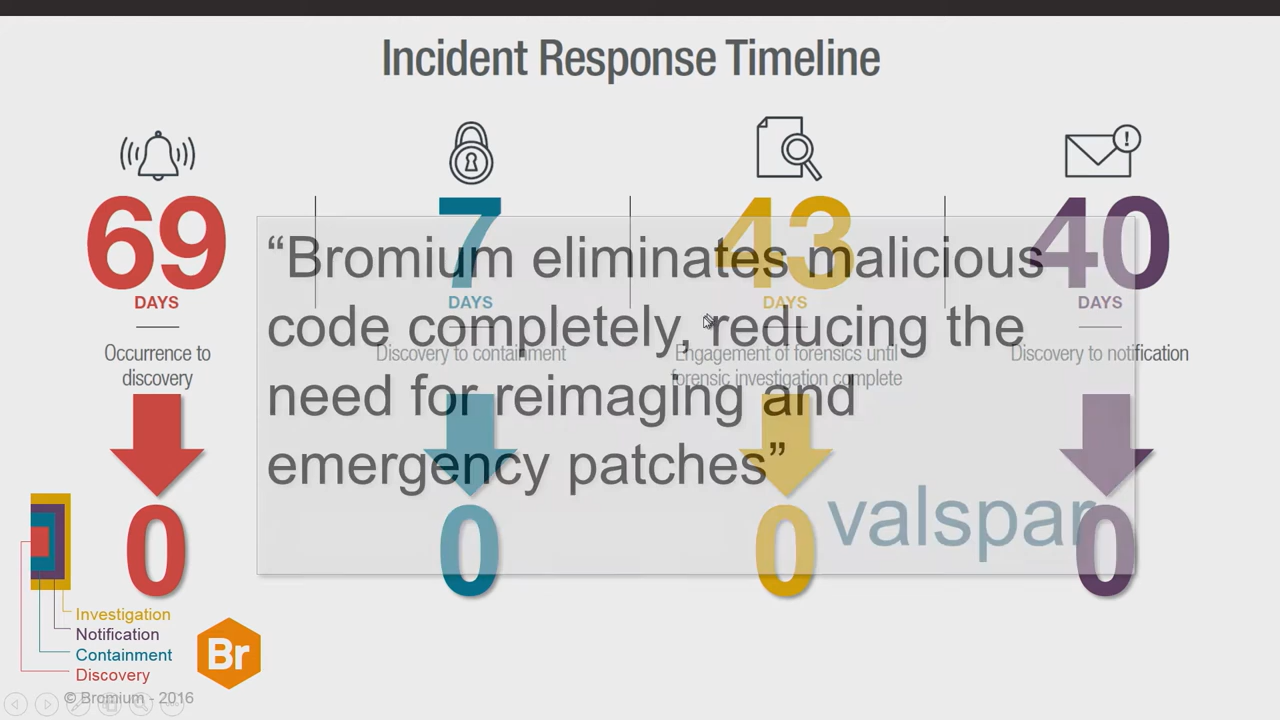 Incident Response Timeline
69
DAYS
Occurrence to
discovery
0
7
DAYS
Discovery to containment
0
43
DAYS
Engagement of forensics until
forensic investigation complete
0
40
DAYS
Discovery to notification
0
“Bromium eliminates malicious
code completely, reducing the
need for reimaging and
emergency patches”
valspar
Investigation
Notification
Containment
Discovery
Br
© Bromium - 2016